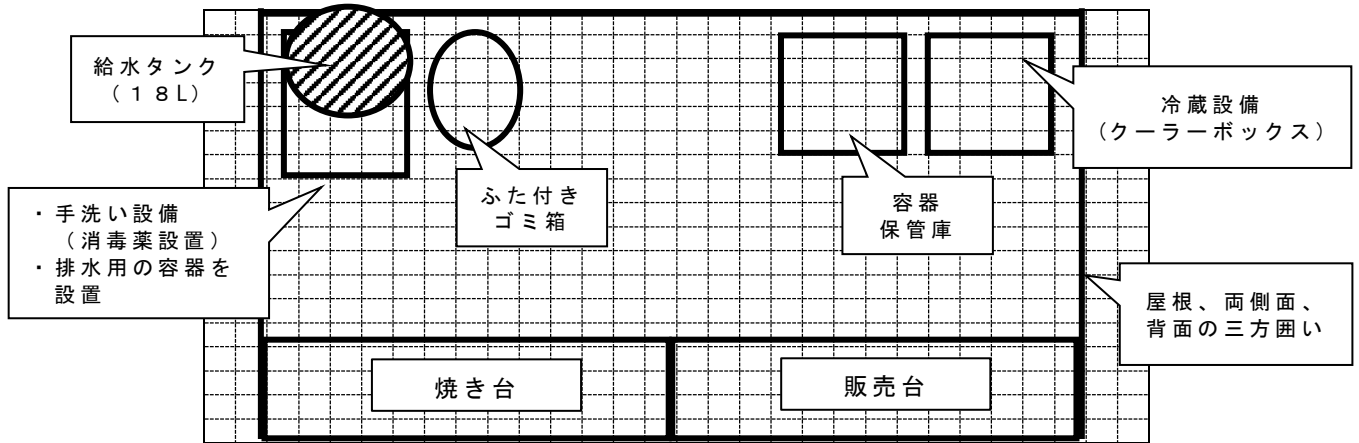 給水タンク
（１８L）
冷蔵設備
（クーラーボックス）
ふた付き
ゴミ箱
容器
保管庫
・手洗い設備
（消毒薬設置）
・排水用の容器を
設置
屋根、両側面、
背面の三方囲い
焼き台
販売台